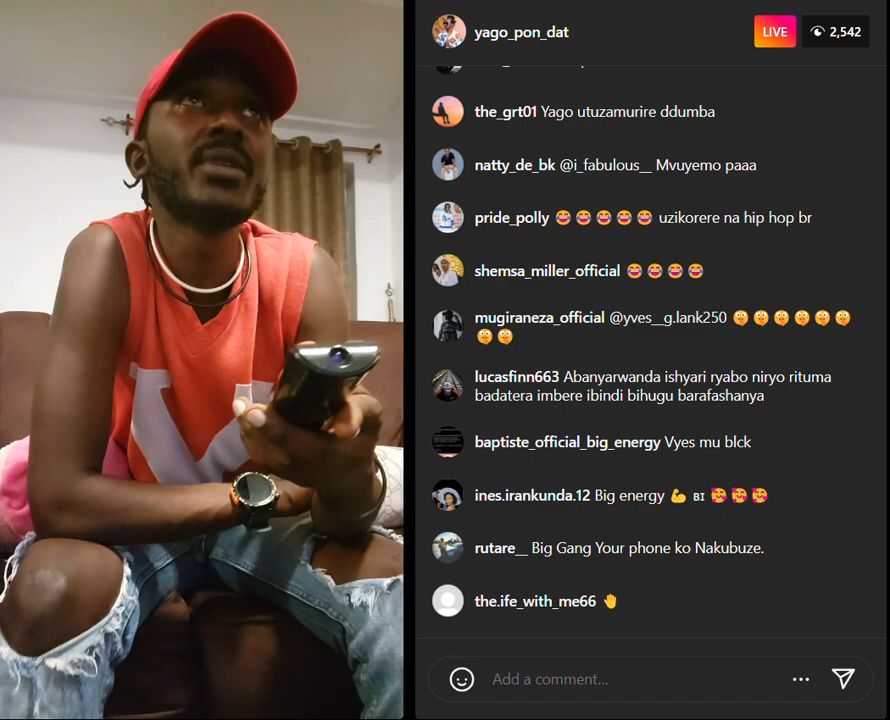 yago_pon_dat
LIVE
2,542
the_grt01 Yago utuzamurire ddumba
natty_de_bk @i_fabulous__ Mvuyemo paaa
pride_polly 😂😂😂😂😂 uzikorere na hip hop br
shemsa_miller_official 😂😂😂😂
mugiraneza_official @yves__g.lank250 🤫🤫🤫🤫🤫🤫
🤫🤫
lucasfinn663 Abanyarwanda ishyari ryabo niryo rituma
badatera imbere ibindi bihugu barafashanya
baptiste_official_big_energy Vyes mu blck
ines.irankunda.12 Big energy 💪 ʙɪ 🥰🥰🥰
rutare__ Big Gang Your phone ko Nakubuze.
the.ife_with_me66 🤚
Add a comment...